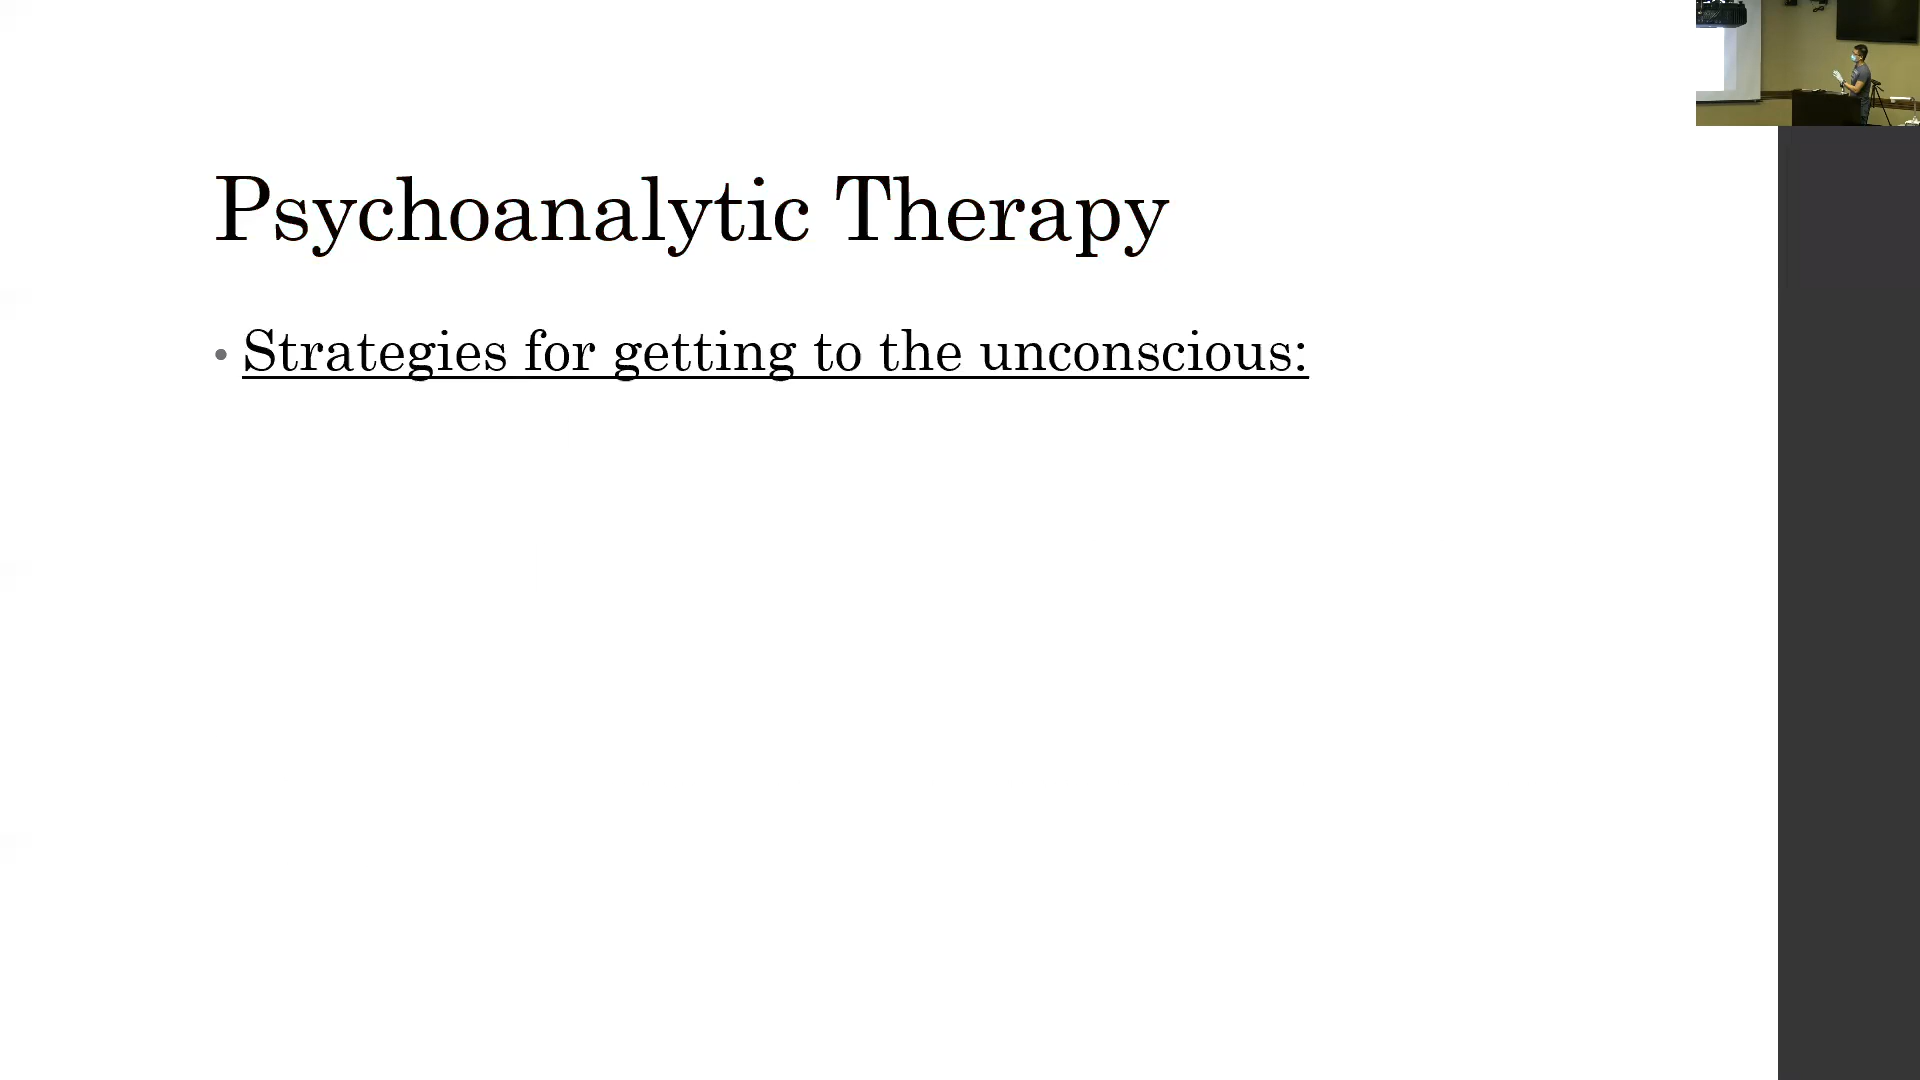 Psychoanalytic Therapy
• Strategies for getting to the unconscious: